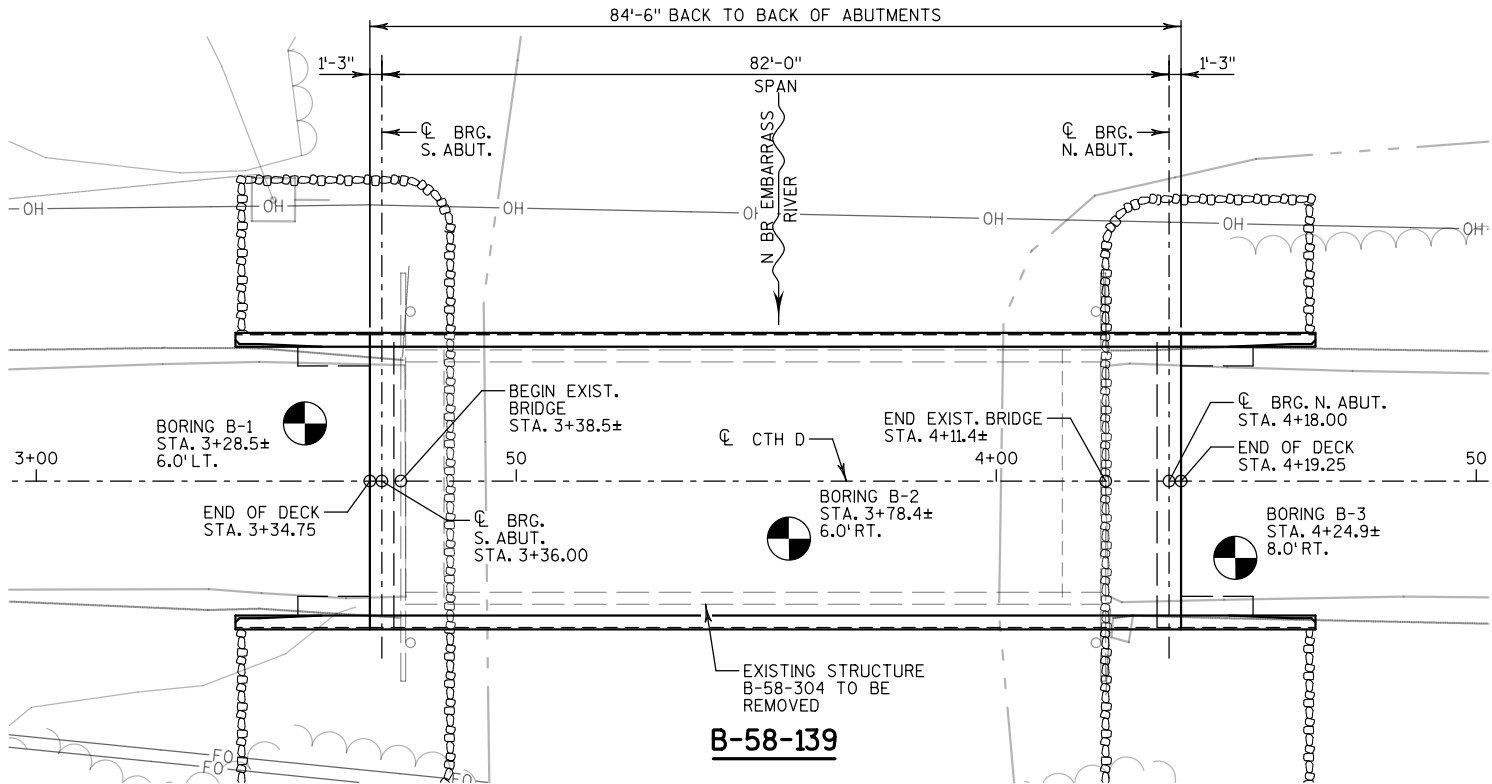 84'-6" BACK TO BACK OF ABUTMENTS
1'-3"
82'-0"
1'-3"
SPAN
N BR EMBARRASS
RIVER
℄ BRG.
S. ABUT.
℄ BRG.
N. ABUT.
OH
OH
OH
OH
OH
OH
OH
BORING B-1
STA. 3+28.5±
6.0' LT.
BEGIN EXIST.
BRIDGE
STA. 3+38.5±
℄ CTH D
END EXIST. BRIDGE
STA. 4+11.4±
℄ BRG. N. ABUT.
STA. 4+18.00
END OF DECK
STA. 4+19.25
3+00
50
4+00
50
END OF DECK
STA. 3+34.75
℄ BRG.
S. ABUT.
STA. 3+36.00
BORING B-2
STA. 3+78.4±
6.0' RT.
BORING B-3
STA. 4+24.9±
8.0' RT.
EXISTING STRUCTURE
B-58-304 TO BE
REMOVED
B-58-139
FO
FO
FO